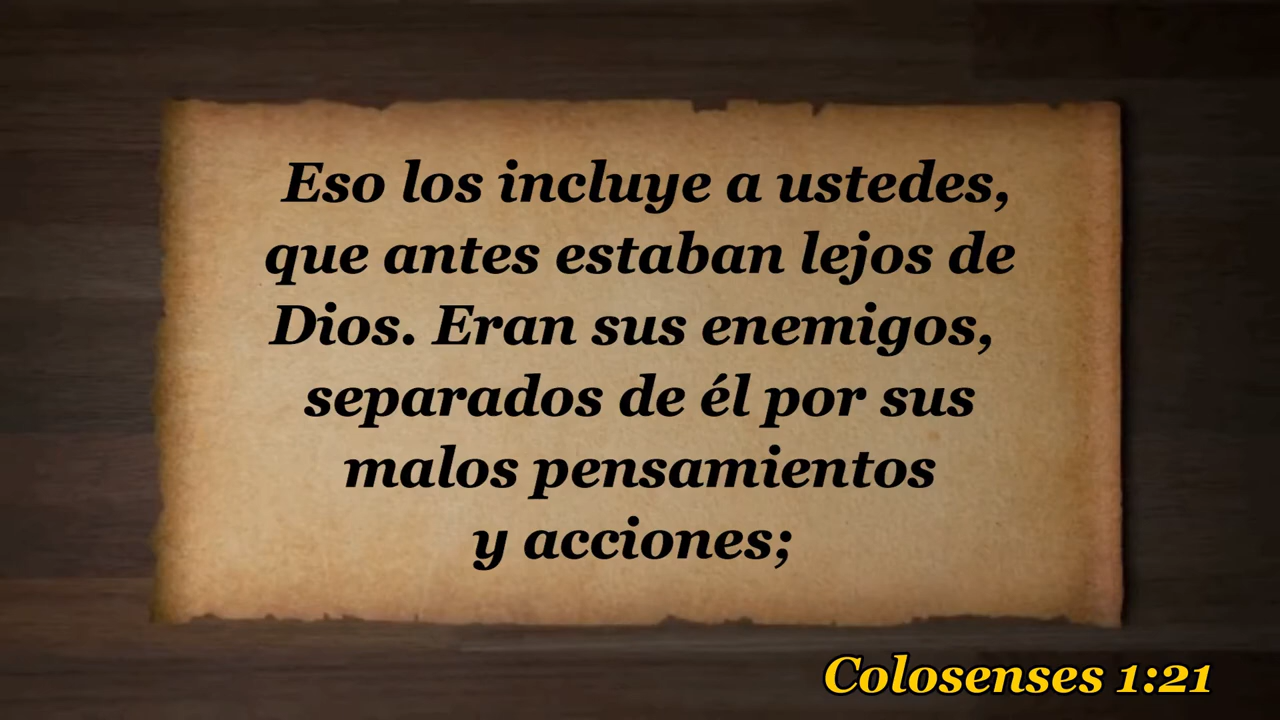 Eso los incluye a ustedes,
que antes estaban lejos de
Dios. Eran sus enemigos,
separados de él por sus
malos pensamientos
y acciones;
Colosenses 1:21